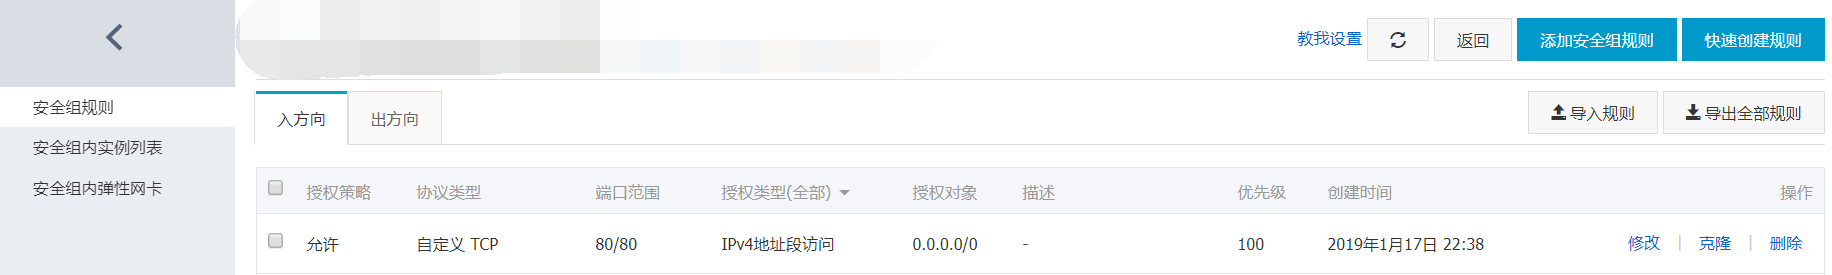 教我设置 返回 添加安全组规则 快速创建规则
安全组规则
安全组内实例列表
安全组内弹性网卡
入方向 出方向 导入规则 导出全部规则
授权策略 协议类型 端口范围 授权类型(全部) 授权对象 描述 优先级 创建时间 操作
允许 自定义 TCP 80/80 IPv4地址段访问 0.0.0.0/0 - 100 2019年1月17日 22:38 修改 | 克隆 | 删除